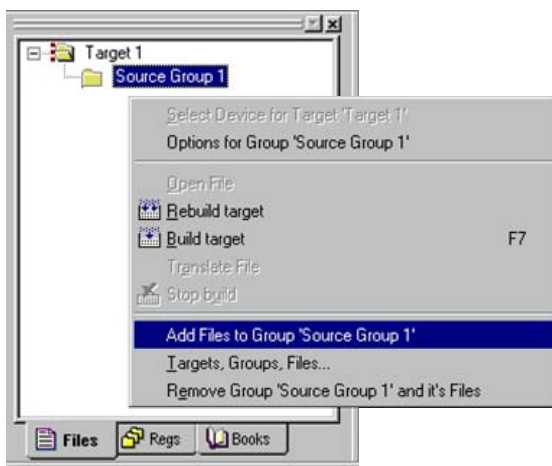 Target 1
Source Group 1
Select Device for Target 'Target 1'
Options for Group 'Source Group 1'
Open File
Rebuild target
Build target F7
Translate File
Stop build
Add Files to Group 'Source Group 1'
Targets, Groups, Files...
Remove Group 'Source Group 1' and it's Files
Files Regs Books